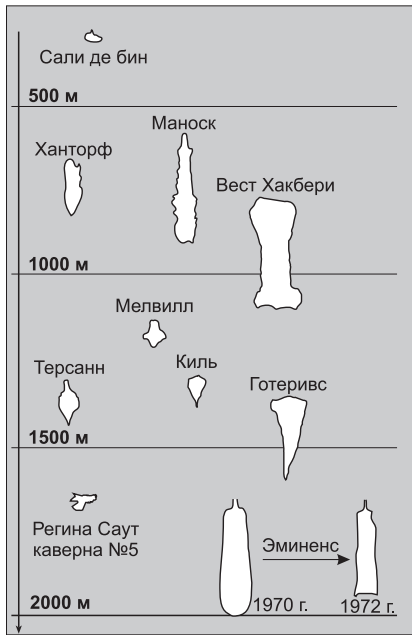 Сали де бин
500 м
Маноск
Ханторф
Вест Хакбери
1000 м
Мелвилл
Терсанн
Киль
Готеривс
1500 м
Регина Саут
каверна №5
Эминенс
2000 м
1970 г.
1972 г.